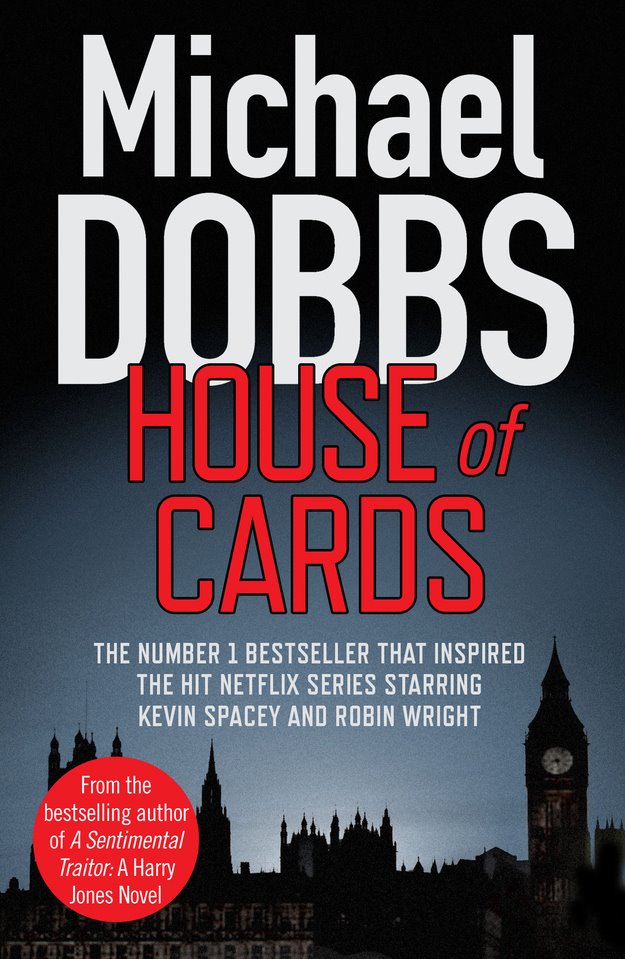 Michael
DOBBS
HOUSE of
CARDS
THE NUMBER 1 BESTSELLER THAT INSPIRED
THE HIT NETFLIX SERIES STARRING
KEVIN SPACEY AND ROBIN WRIGHT
From the
bestselling author
of A Sentimental
Traitor: A Harry
Jones Novel